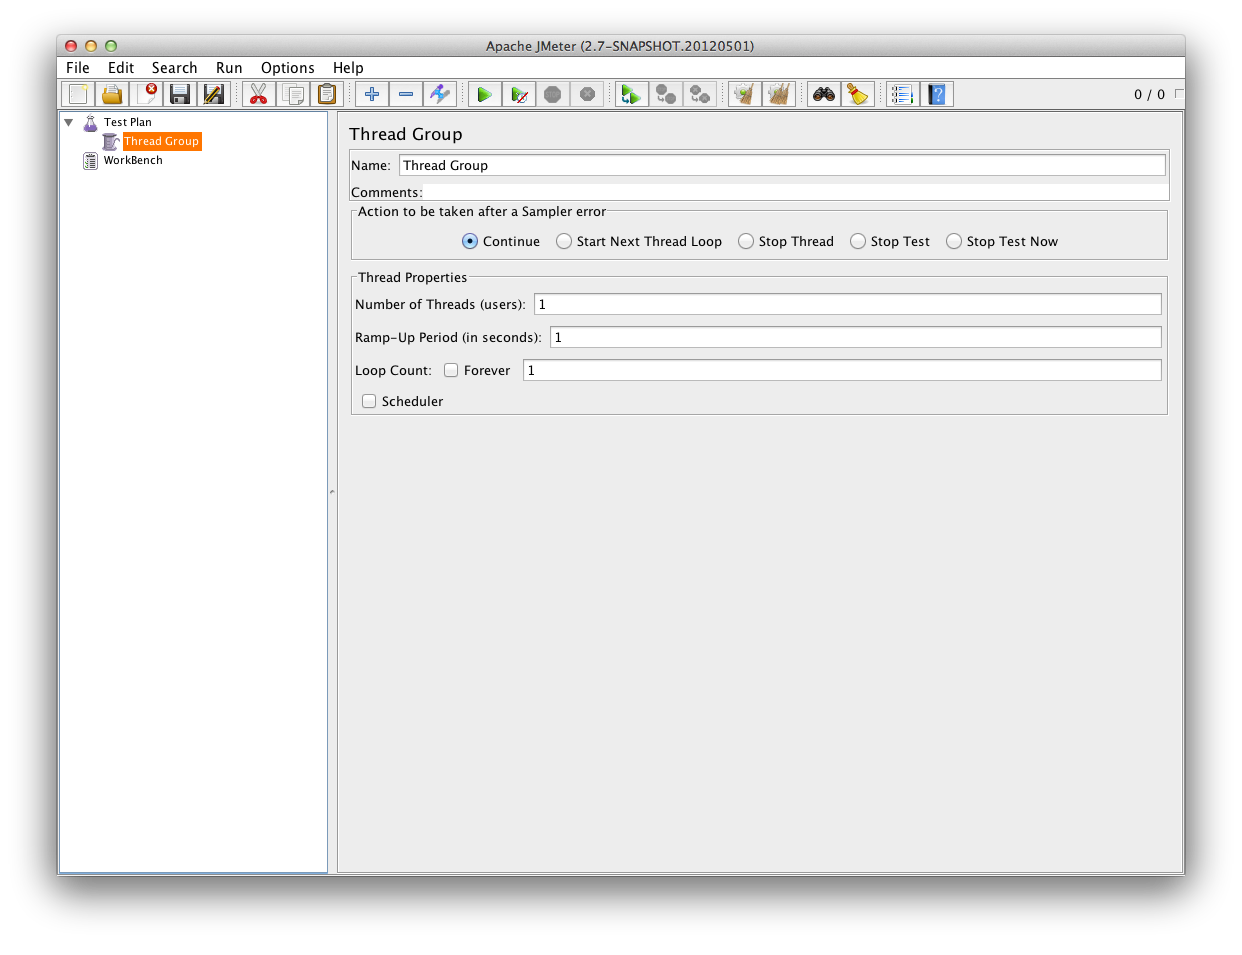 Apache JMeter (2.7-SNAPSHOT.20120501)
File Edit Search Run Options Help
0 / 0
Test Plan
Thread Group
WorkBench
Thread Group
Name: Thread Group
Comments:
Action to be taken after a Sampler error
Continue Start Next Thread Loop Stop Thread Stop Test Stop Test Now
Thread Properties
Number of Threads (users): 1
Ramp-Up Period (in seconds): 1
Loop Count: Forever 1
Scheduler